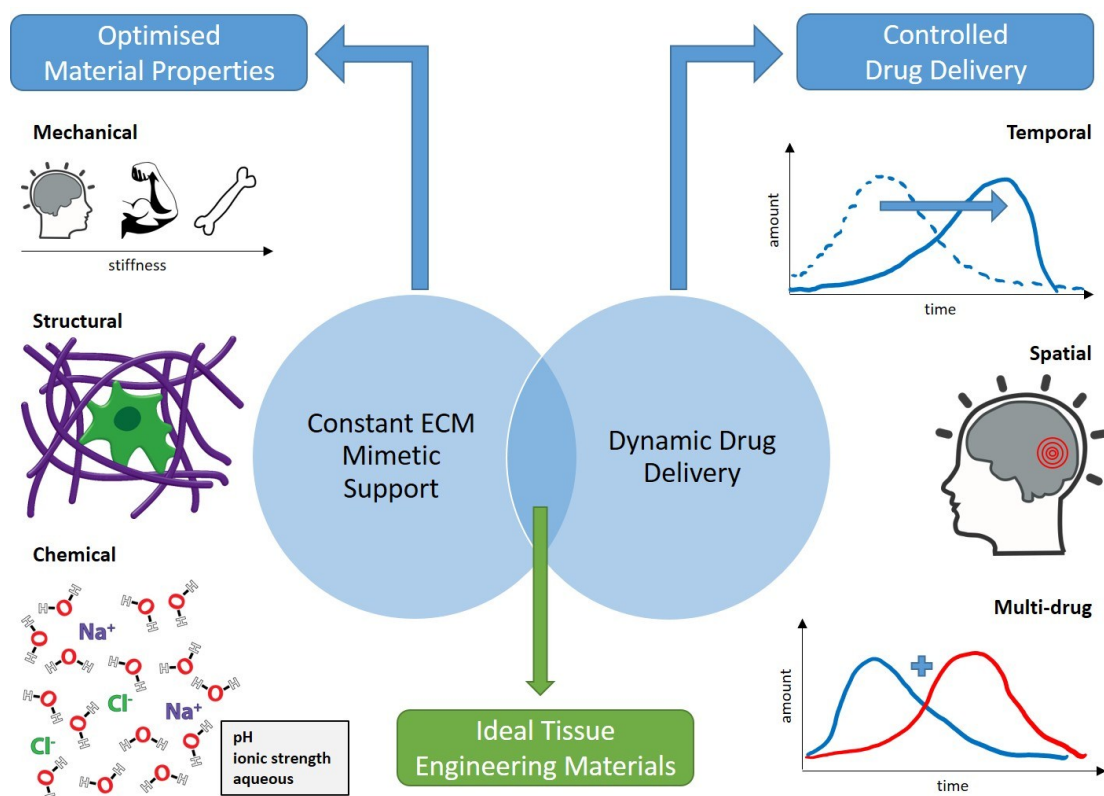 Optimised
Material Properties
Controlled
Drug Delivery
Mechanical
stiffness
Structural
Chemical
H O H
H O H
H O H
Na⁺
H O H
H O H
H O H
H O H
H O H
H O H
Cl⁻
Na⁺
H O H
H O H
H O H
Cl⁻
H O H
H O H
H O H
pH
ionic strength
aqueous
Constant ECM
Mimetic
Support
Dynamic Drug
Delivery
Ideal Tissue
Engineering Materials
Temporal
amount
time
Spatial
Multi-drug
amount
time